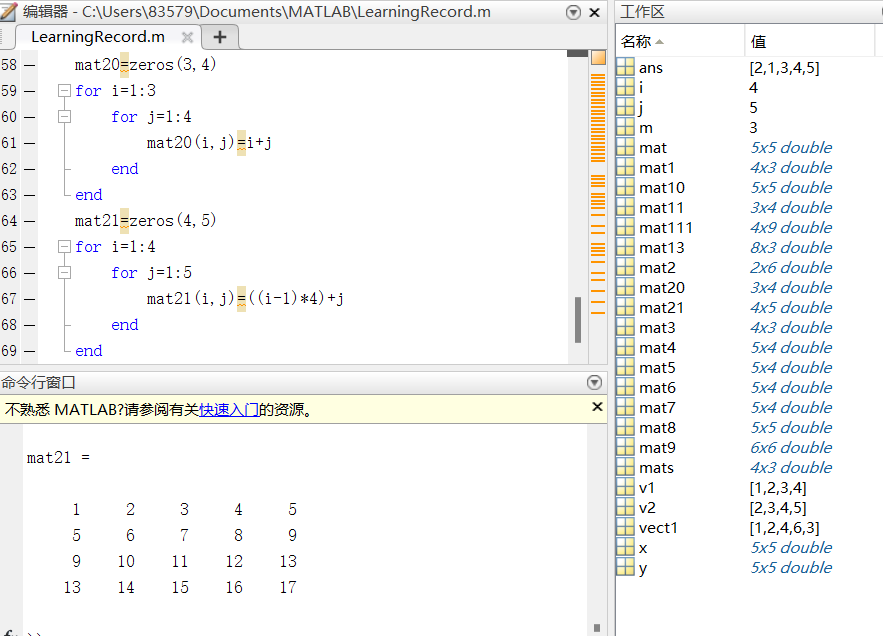 编辑器 - C:\Users\83579\Documents\MATLAB\LearningRecord.m
LearningRecord.m
58 — mat20=zeros(3,4)
59 — for i=1:3
60 — for j=1:4
61 — mat20(i,j)=i+j
62 — end
63 — end
64 — mat21=zeros(4,5)
65 — for i=1:4
66 — for j=1:5
67 — mat21(i,j)=((i-1)*4)+j
68 — end
69 — end
命令行窗口
不熟悉 MATLAB?请参阅有关快速入门的资源。
mat21 =
1 2 3 4 5
5 6 7 8 9
9 10 11 12 13
13 14 15 16 17
工作区
名称 值
ans [2,1,3,4,5]
i 4
j 5
m 3
mat 5x5 double
mat1 4x3 double
mat10 5x5 double
mat11 3x4 double
mat111 4x9 double
mat13 8x3 double
mat2 2x6 double
mat20 3x4 double
mat21 4x5 double
mat3 4x3 double
mat4 5x4 double
mat5 5x4 double
mat6 5x4 double
mat7 5x4 double
mat8 5x5 double
mat9 6x6 double
mats 4x3 double
v1 [1,2,3,4]
v2 [2,3,4,5]
vect1 [1,2,4,6,3]
x 5x5 double
y 5x5 double